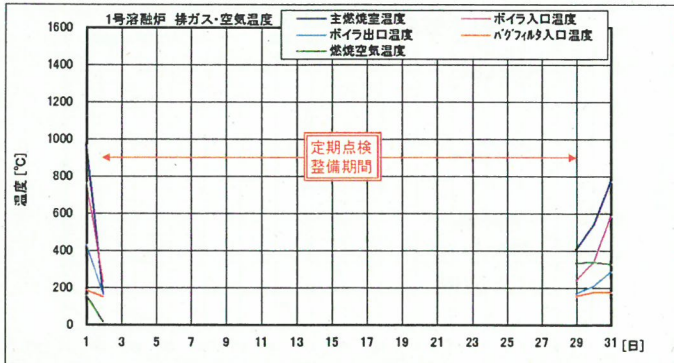 1号溶融炉 排ガス・空気温度
主燃焼室温度
ボイラ入口温度
ボイラ出口温度
バグフィルタ入口温度
燃焼空気温度
温度[℃]
1600
1400
1200
1000
800
600
400
200
0
定期点検
整備期間
1 3 5 7 9 11 13 15 17 19 21 23 25 27 29 31 [日]